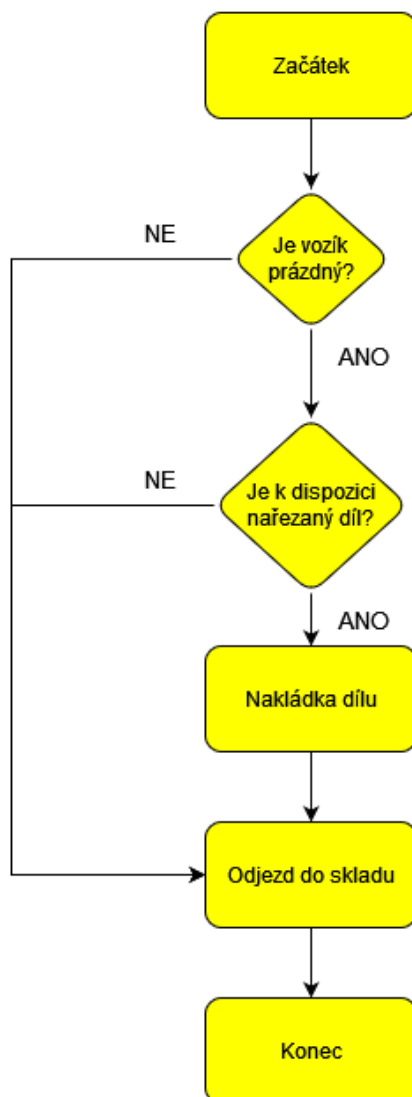 Začátek
NE
Je vozík
prázdný?
ANO
NE
Je k dispozici
nařezaný díl?
ANO
Nakládka dílu
Odjezd do skladu
Konec